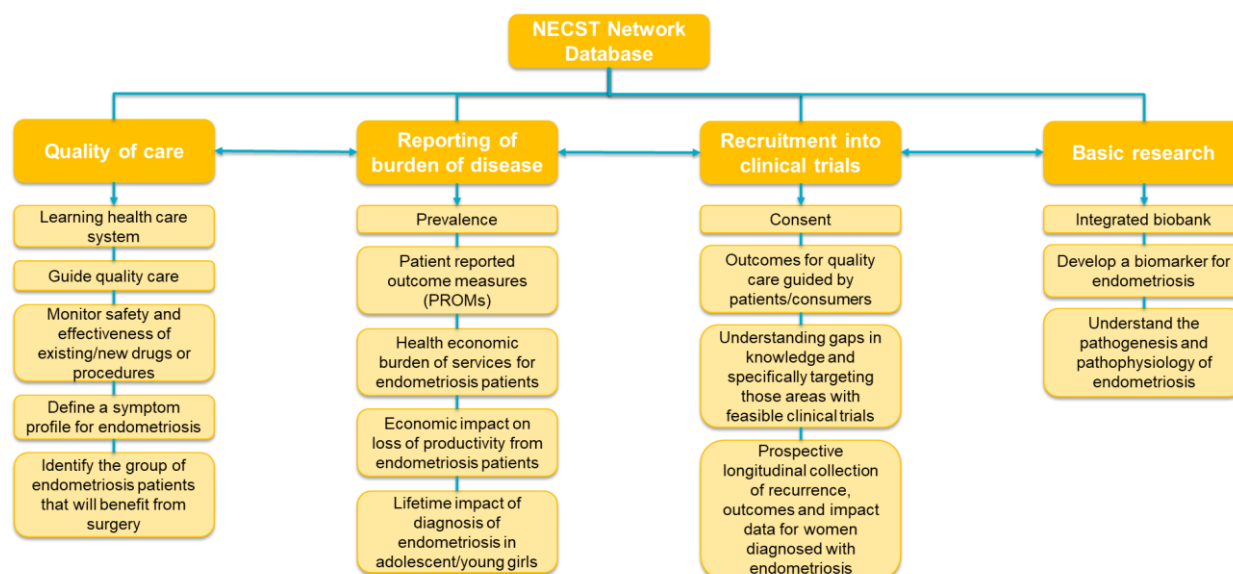 NECST Network
Database
Quality of care
Reporting of
burden of disease
Recruitment into
clinical trials
Basic research
Learning health care
system
Guide quality care
Monitor safety and
effectiveness of
existing/new drugs or
procedures
Define a symptom
profile for endometriosis
Identify the group of
endometriosis patients
that will benefit from
surgery
Prevalence
Patient reported
outcome measures
(PROMs)
Health economic
burden of services for
endometriosis patients
Economic impact on
loss of productivity from
endometriosis patients
Lifetime impact of
diagnosis of
endometriosis in
adolescent/young girls
Consent
Outcomes for quality
care guided by
patients/consumers
Understanding gaps in
knowledge and
specifically targeting
those areas with
feasible clinical trials
Prospective
longitudinal collection
of recurrence,
outcomes and impact
data for women
diagnosed with
endometriosis
Integrated biobank
Develop a biomarker for
endometriosis
Understand the
pathogenesis and
pathophysiology of
endometriosis